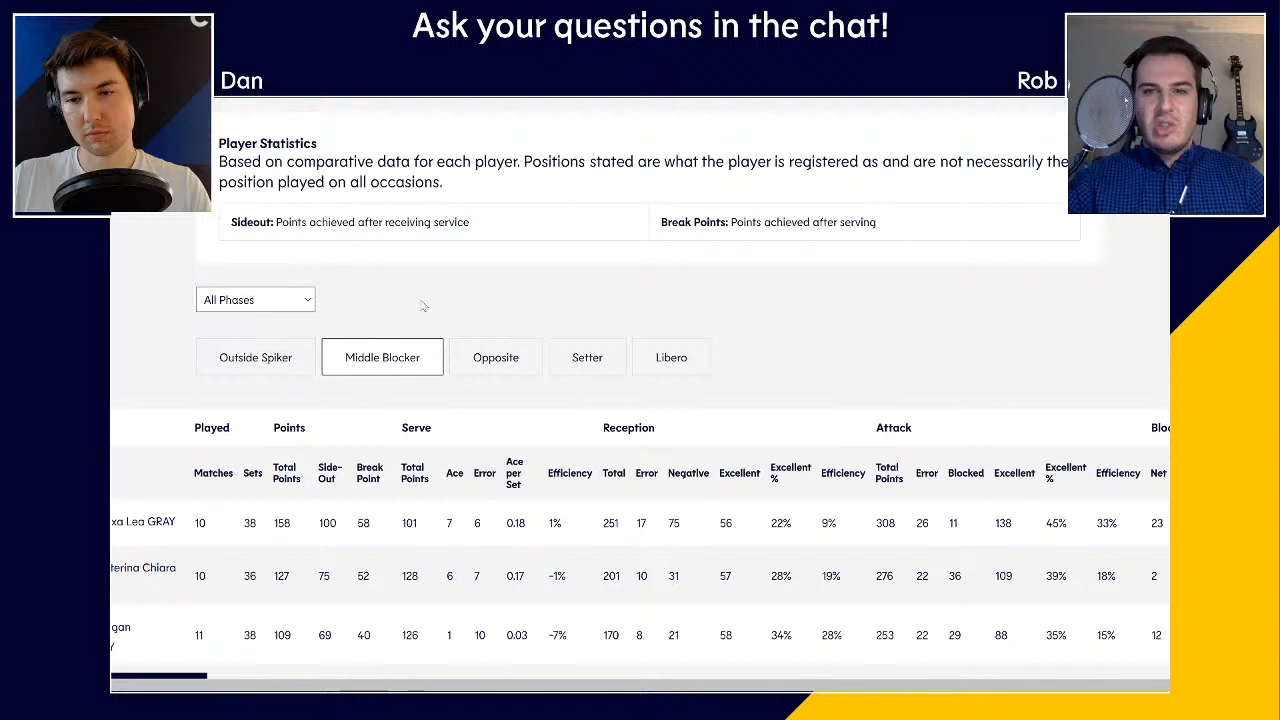 Ask your questions in the chat!
Dan
Rob
Player Statistics
Based on comparative data for each player. Positions stated are what the player is registered as and are not necessarily the
position played on all occasions.
Sideout: Points achieved after receiving service
Break Points: Points achieved after serving
All Phases
Outside Spiker Middle Blocker Opposite Setter Libero
Played Points Serve Reception Attack Bloc
Matches Sets Total Points Side-Out Break Point Total Points Ace Error Ace per Set Efficiency Total Error Negative Excellent Excellent % Efficiency Total Points Error Blocked Excellent Excellent % Efficiency Net
xa Lea GRAY 10 38 158 100 58 101 7 6 0.18 1% 251 17 75 56 22% 9% 308 26 11 138 45% 33% 23
terina Chiara 10 36 127 75 52 128 6 7 0.17 -1% 201 10 31 57 28% 19% 276 22 36 109 39% 18% 2
gan 11 38 109 69 40 126 1 10 0.03 -7% 170 8 21 58 34% 28% 253 22 29 88 35% 15% 12